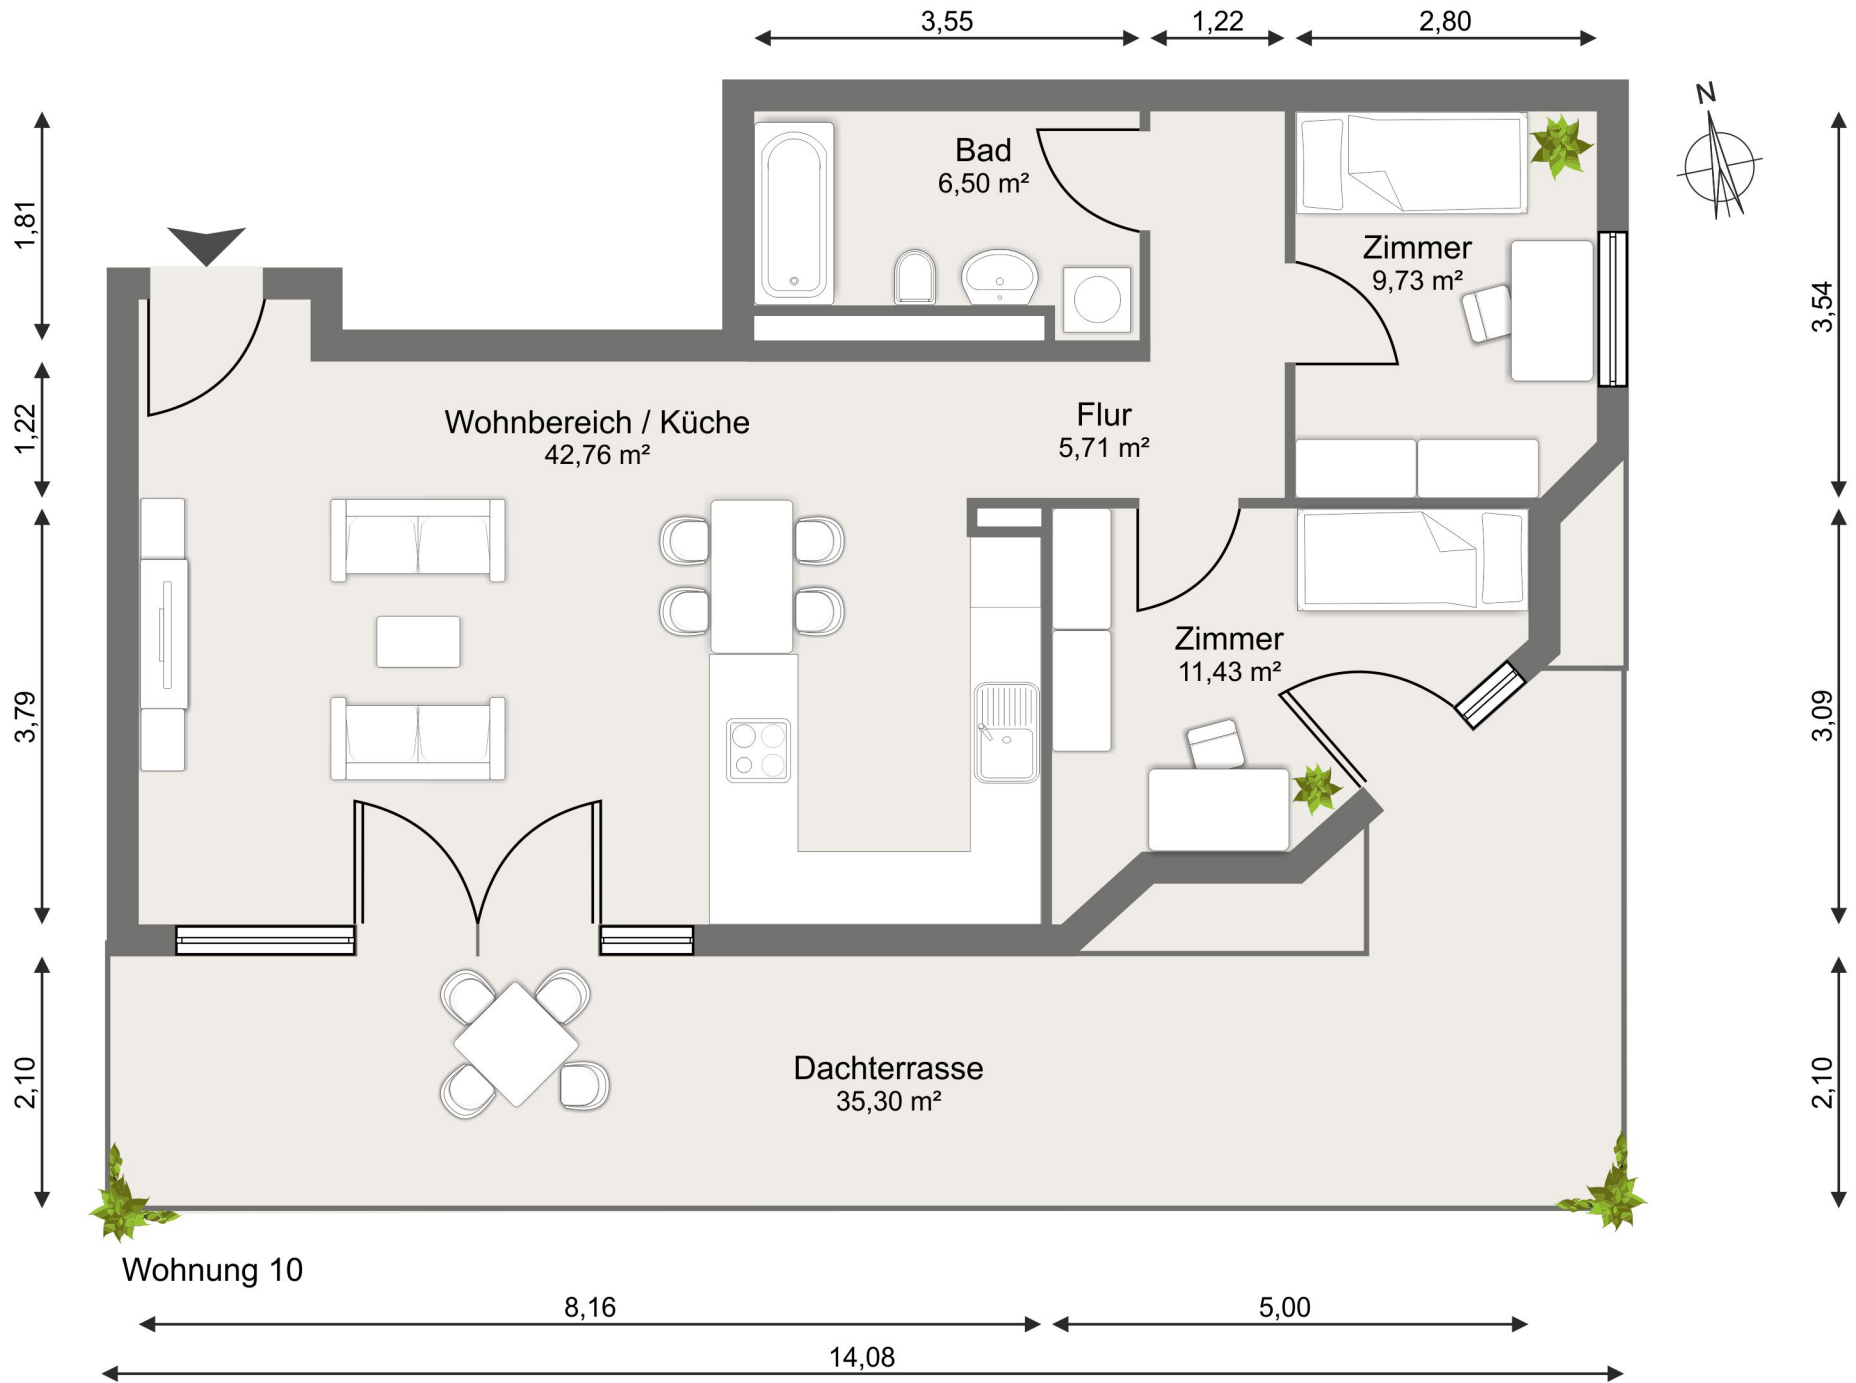 3,55
1,22
2,80
N
Bad
6,50 m²
1,81
Zimmer
9,73 m²
3,54
Wohnbereich / Küche
42,76 m²
Flur
5,71 m²
1,22
Zimmer
11,43 m²
3,79
3,09
Dachterrasse
35,30 m²
2,10
2,10
Wohnung 10
8,16
5,00
14,08